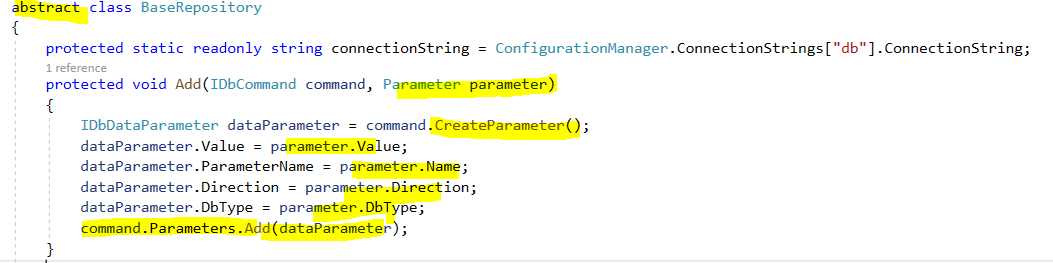 abstract class BaseRepository
{
protected static readonly string connectionString = ConfigurationManager.ConnectionStrings["db"].ConnectionString;
1 reference
protected void Add(IDbCommand command, Parameter parameter)
{
IDbDataParameter dataParameter = command.CreateParameter();
dataParameter.Value = parameter.Value;
dataParameter.ParameterName = parameter.Name;
dataParameter.Direction = parameter.Direction;
dataParameter.DbType = parameter.DbType;
command.Parameters.Add(dataParameter);
}